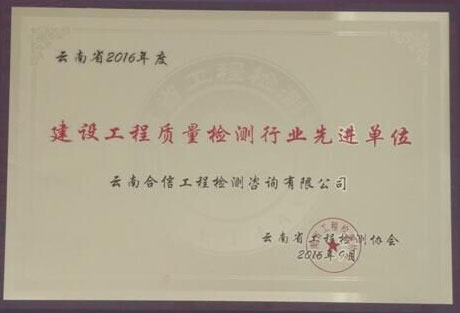 云南省2016年度
建设工程质量检测行业先进单位
云南合信工程检测咨询有限公司
云南省工程检测协会
2016年9月